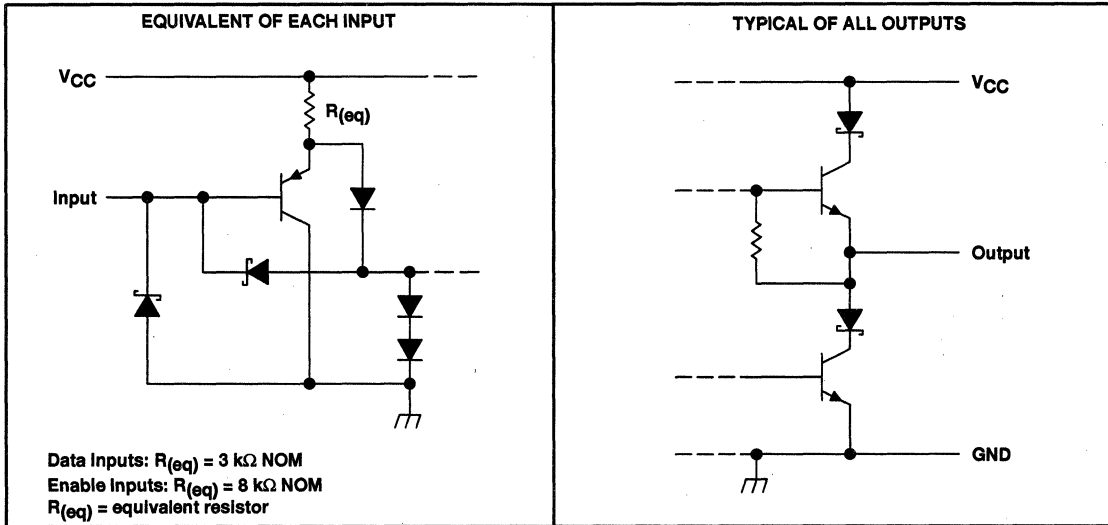 EQUIVALENT OF EACH INPUT
VCC
R(eq)
Input
Data Inputs: R(eq) = 3 kΩ NOM
Enable Inputs: R(eq) = 8 kΩ NOM
R(eq) = equivalent resistor
TYPICAL OF ALL OUTPUTS
VCC
Output
GND